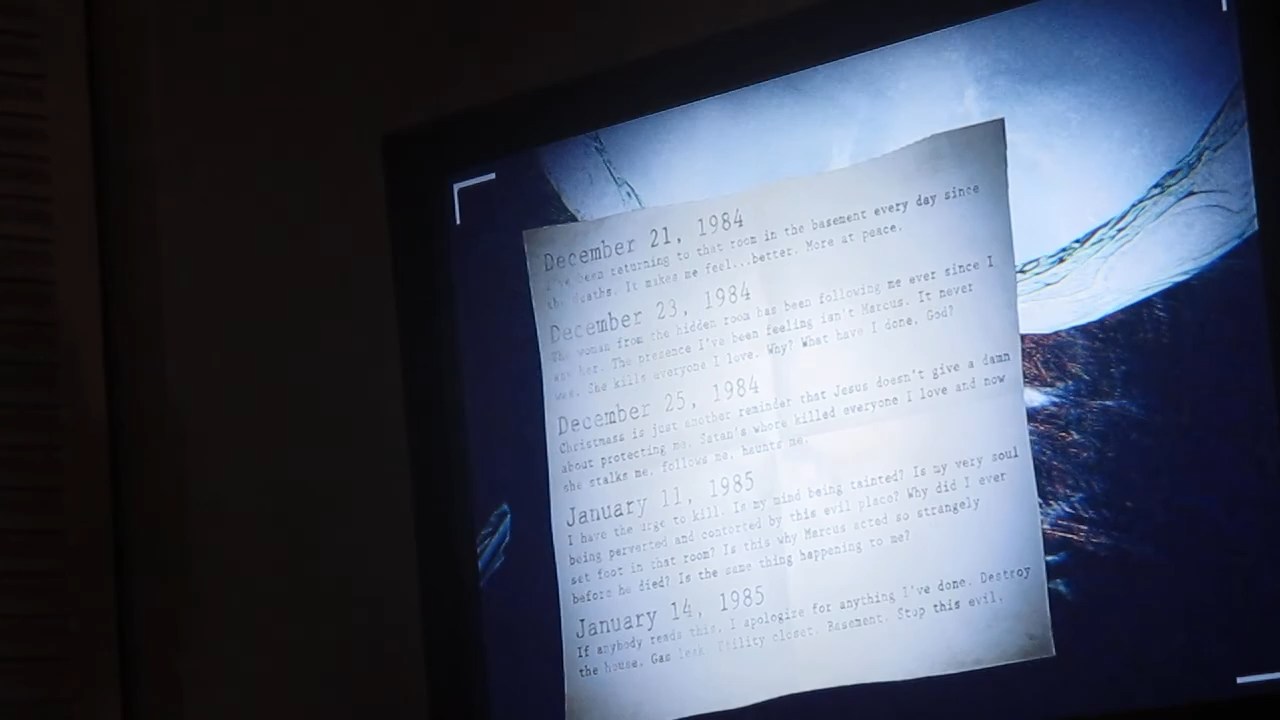 December 21, 1984
I've been returning to that room in the basement every day since
the deaths. It makes me feel...better. More at peace.
December 23, 1984
The woman from the hidden room has been following me ever since I
saw her. The presence I've been feeling isn't Marcus. It never
was. She kills everyone I love. Why? What have I done, God?
December 25, 1984
Christmas is just another reminder that Jesus doesn't give a damn
about protecting me. Satan's whore killed everyone I love and now
she stalks me, follows me, haunts me.
January 11, 1985
I have the urge to kill. Is my mind being tainted? Is my very soul
being perverted and contorted by this evil place? Why did I ever
set foot in that room? Is this why Marcus acted so strangely
before he died? Is the same thing happening to me?
January 14, 1985
If anybody reads this, I apologize for anything I've done. Destroy
the house. Gas leak. Utility closet. Basement. Stop this evil.